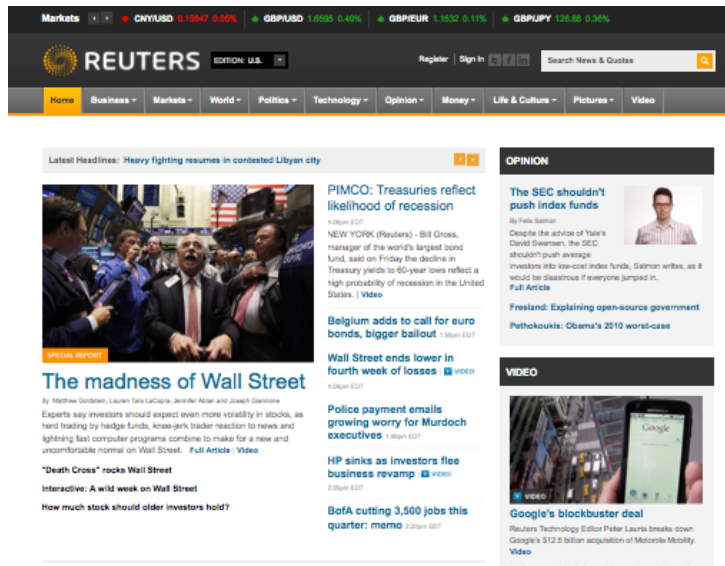 Markets CNY/USD 0.15647 0.05% GBP/USD 1.6595 0.49% GBP/EUR 1.1532 0.11% GBP/JPY 126.88 0.36%
REUTERS EDITION: U.S.
Register | Sign In
Search News & Quotes
Home Business Markets World Politics Technology Opinion Money Life & Culture Pictures Video
Latest Headlines: Heavy fighting resumes in contested Libyan city
SPECIAL REPORT
The madness of Wall Street
By Matthew Goldstein, Lauren Tara LaCapra, Jennifer Ablan and Joseph Giannone
Experts say investors should expect even more volatility in stocks, as
herd trading by hedge funds, knee-jerk trader reaction to news and
lightning fast computer programs combine to make for a new and
uncomfortable normal on Wall Street. Full Article | Video
"Death Cross" rocks Wall Street
Interactive: A wild week on Wall Street
How much stock should older investors hold?
PIMCO: Treasuries reflect
likelihood of recession
4:08pm EDT
NEW YORK (Reuters) - Bill
Gross,
manager of the world's largest bond
fund, said on Friday the decline in
Treasury yields to 60-year lows reflect a
high probability of recession in the United
States. | Video
Belgium adds to call for euro
bonds, bigger bailout 1:58pm EDT
Wall Street ends lower in
fourth week of losses | VIDEO
4:08pm EDT
Police payment emails
growing worry for Murdoch
executives 1:46pm EDT
HP sinks as investors flee
business revamp | VIDEO
2:38pm EDT
BofA cutting 3,500 jobs this
quarter: memo 2:20pm EDT
OPINION
The SEC shouldn't
push index funds
By Felix Salmon
Despite the advice of Yale's
David Swensen, the SEC
shouldn't push average
investors into low-cost index funds, Salmon writes, as it
would be disastrous if everyone jumped in.
Full Article
Freeland: Explaining open-source government
Pethokoukis: Obama's 2010 worst-case
VIDEO
Google
VIDEO
Google's blockbuster deal
Reuters Technology Editor Peter Lauria breaks down
Google's $12.5 billion acquisition of Motorola Mobility.
Video